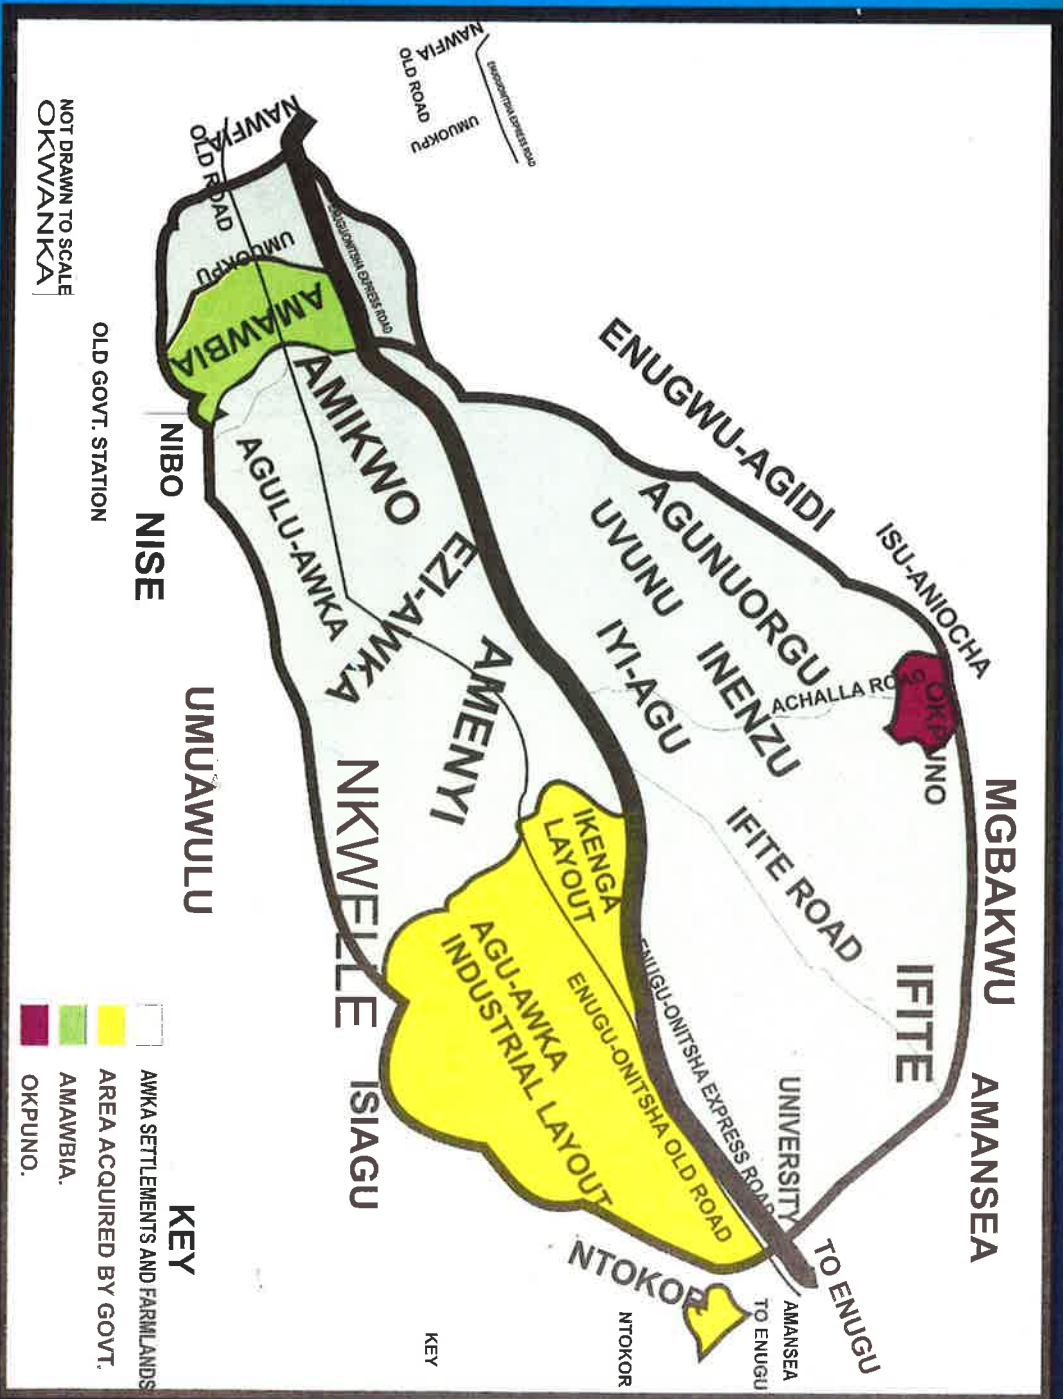 MGBAKWU
AMANSEA
ISU-ANIOCHA
OKPUNO
IFITE
ACHALLA ROAD
ENUGWU-AGIDI
AGUNUORGU
INENZU
IFITE ROAD
UNIVERSITY
TO ENUGU
UVUNU
IYI-AGU
AMANSEA
TO ENUGU
ENUGU-ONITSHA EXPRESS ROAD
ENUGU-ONITSHA OLD ROAD
IKENGA
LAYOUT
AGU-AWKA
INDUSTRIAL LAYOUT
NTOKOR
NTOKOR
KEY
ENUGUONITSHA EXPRESS ROAD
NAWFIA
OLD ROAD
UMUOKPU
ENUGUONITSHA EXPRESS ROAD
NAWFIA
OLD ROAD
UMUOKPU
AMAWBIA
AMIKWO
EZI-AWKA
AMENYI
AGULU-AWKA
NKWELLE
ISIAGU
NIBO
NISE
UMUAWULU
OLD GOVT. STATION
NOT DRAWN TO SCALE
OKWANKA
KEY
AWKA SETTLEMENTS AND FARMLANDS
AREA ACQUIRED BY GOVT.
AMAWBIA.
OKPUNO.